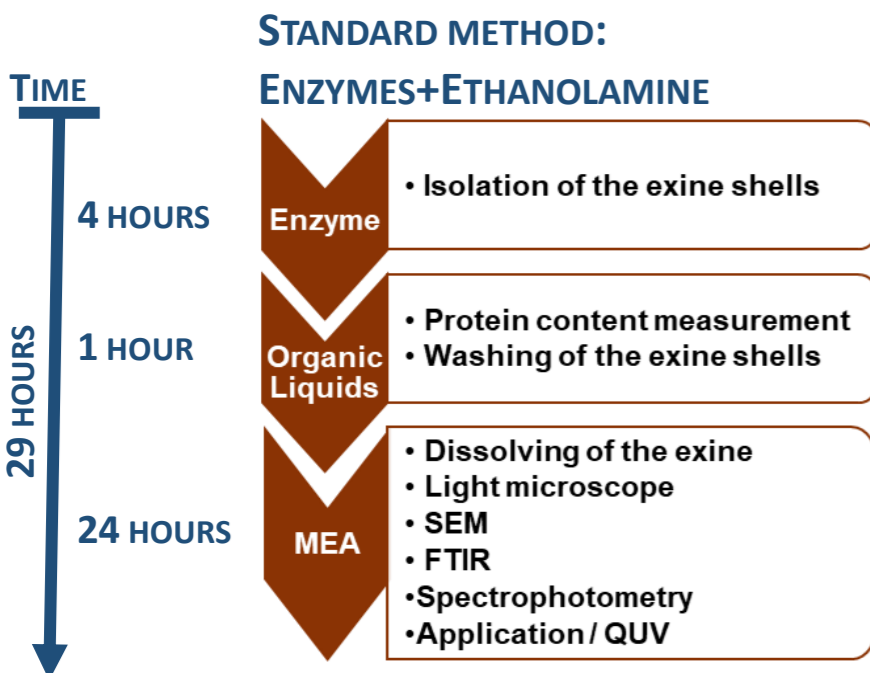 STANDARD METHOD:
TIME
ENZYMES+ETHANOLAMINE
4 HOURS
Enzyme
• Isolation of the exine shells
29 HOURS
1 HOUR
Organic
Liquids
• Protein content measurement
• Washing of the exine shells
24 HOURS
MEA
• Dissolving of the exine
• Light microscope
• SEM
• FTIR
•Spectrophotometry
•Application / QUV